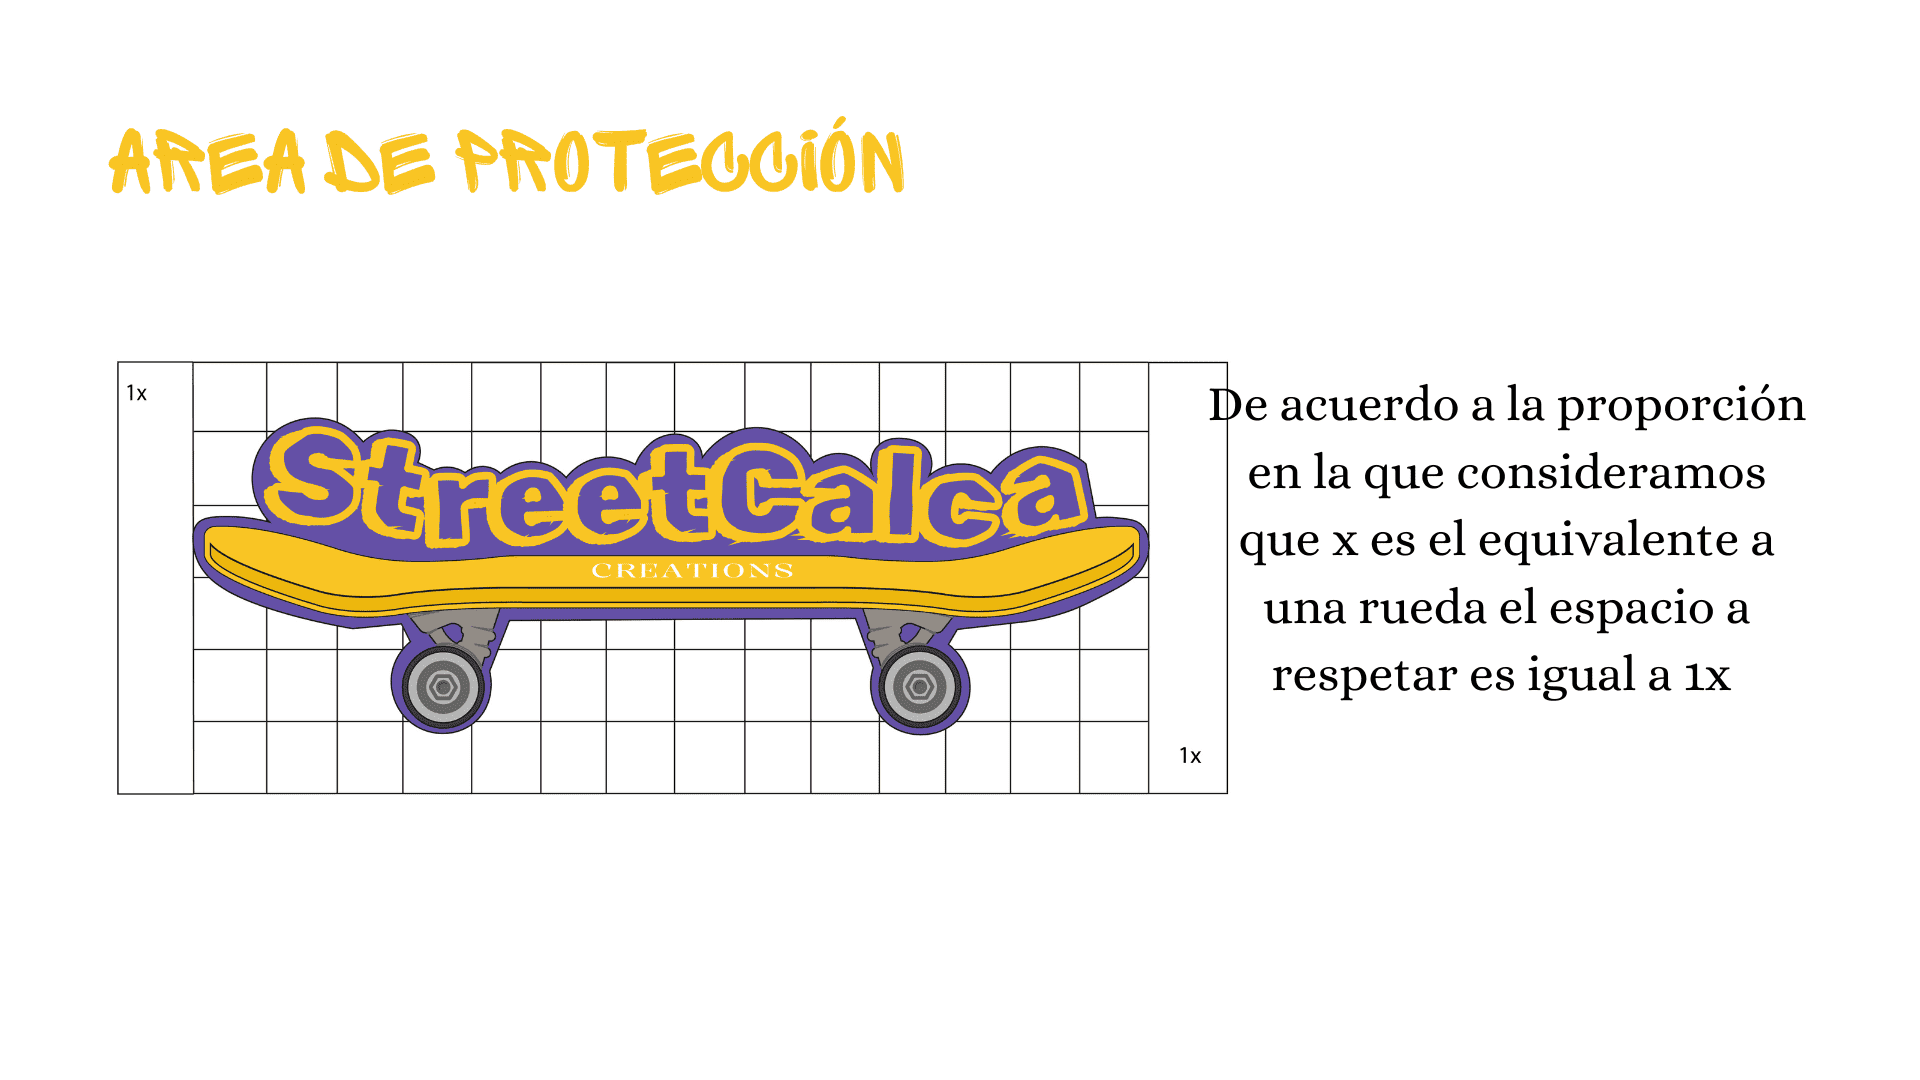 AREA DE PROTECCIÓN
1x
StreetCalca
CREATIONS
1x
De acuerdo a la proporción
en la que consideramos
que x es el equivalente a
una rueda el espacio a
respetar es igual a 1x